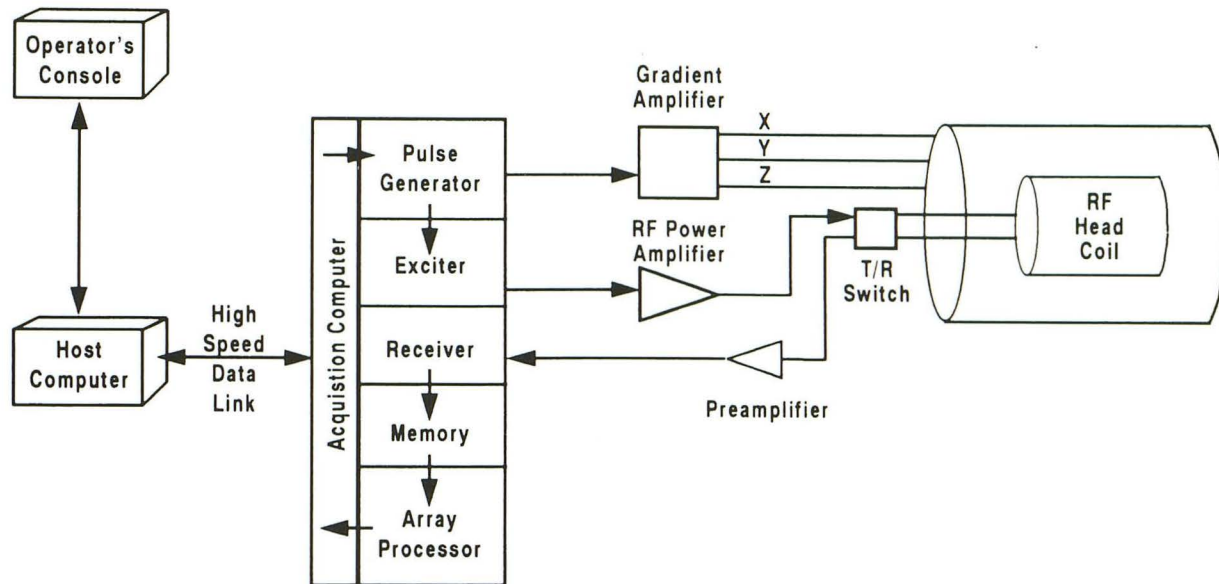 Operator's
Console
Host
Computer
High
Speed
Data
Link
Acquistion Computer
Pulse
Generator
Exciter
Receiver
Memory
Array
Processor
Gradient
Amplifier
X
Y
Z
RF Power
Amplifier
T/R
Switch
Preamplifier
RF
Head
Coil